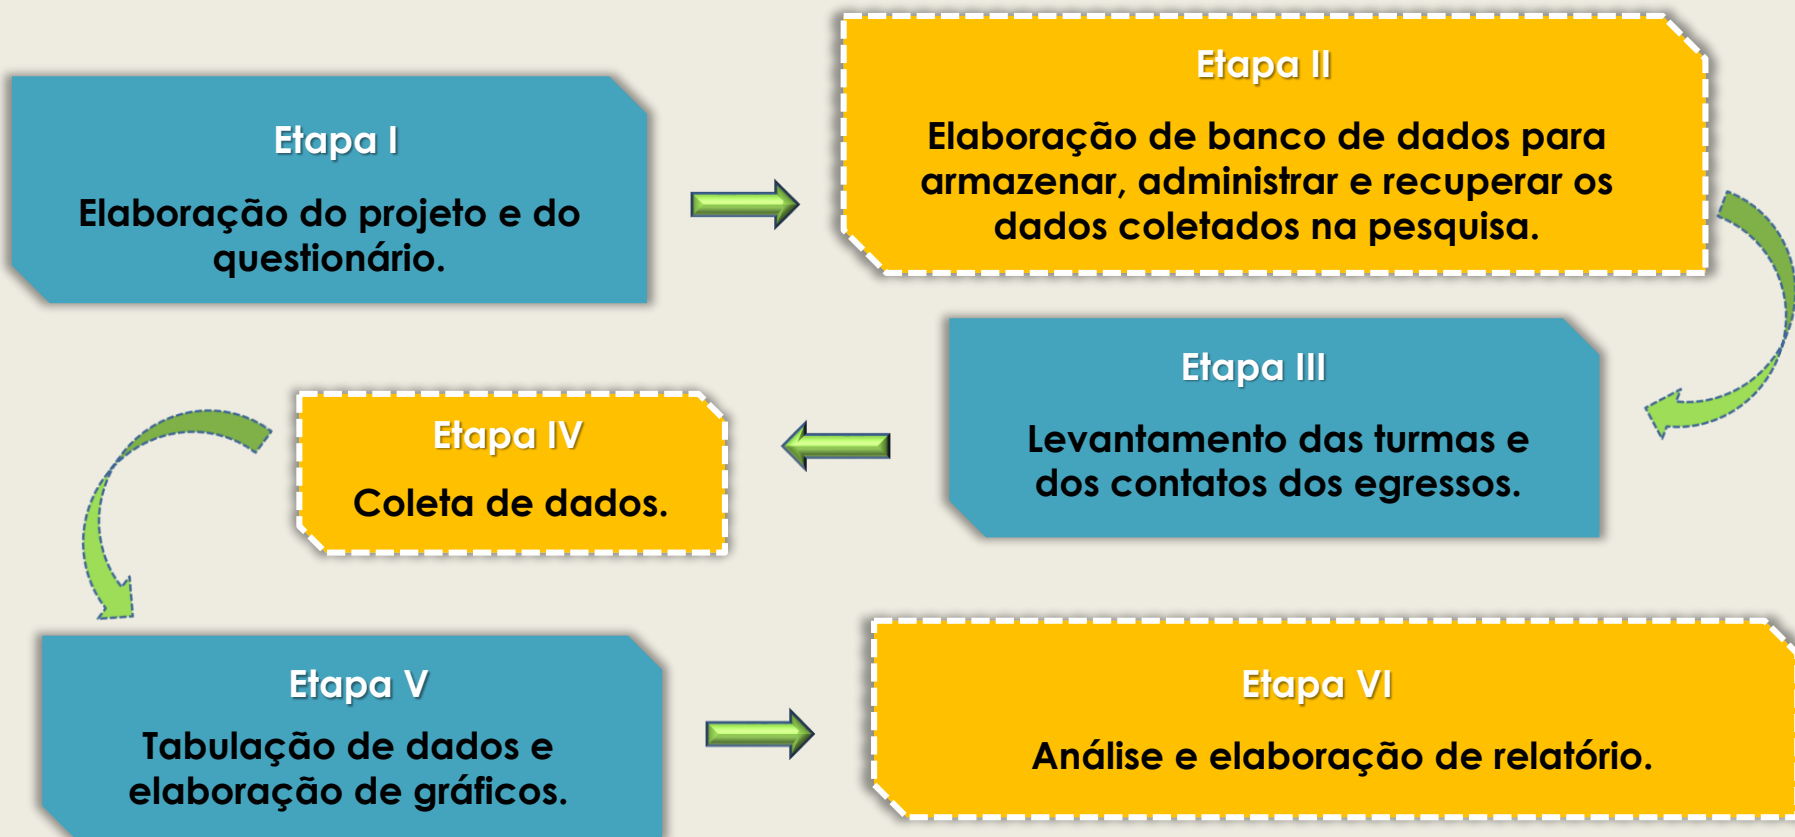 Etapa I
Elaboração do projeto e do
questionário.
Etapa II
Elaboração de banco de dados para
armazenar, administrar e recuperar os
dados coletados na pesquisa.
Etapa III
Levantamento das turmas e
dos contatos dos egressos.
Etapa IV
Coleta de dados.
Etapa V
Tabulação de dados e
elaboração de gráficos.
Etapa VI
Análise e elaboração de relatório.